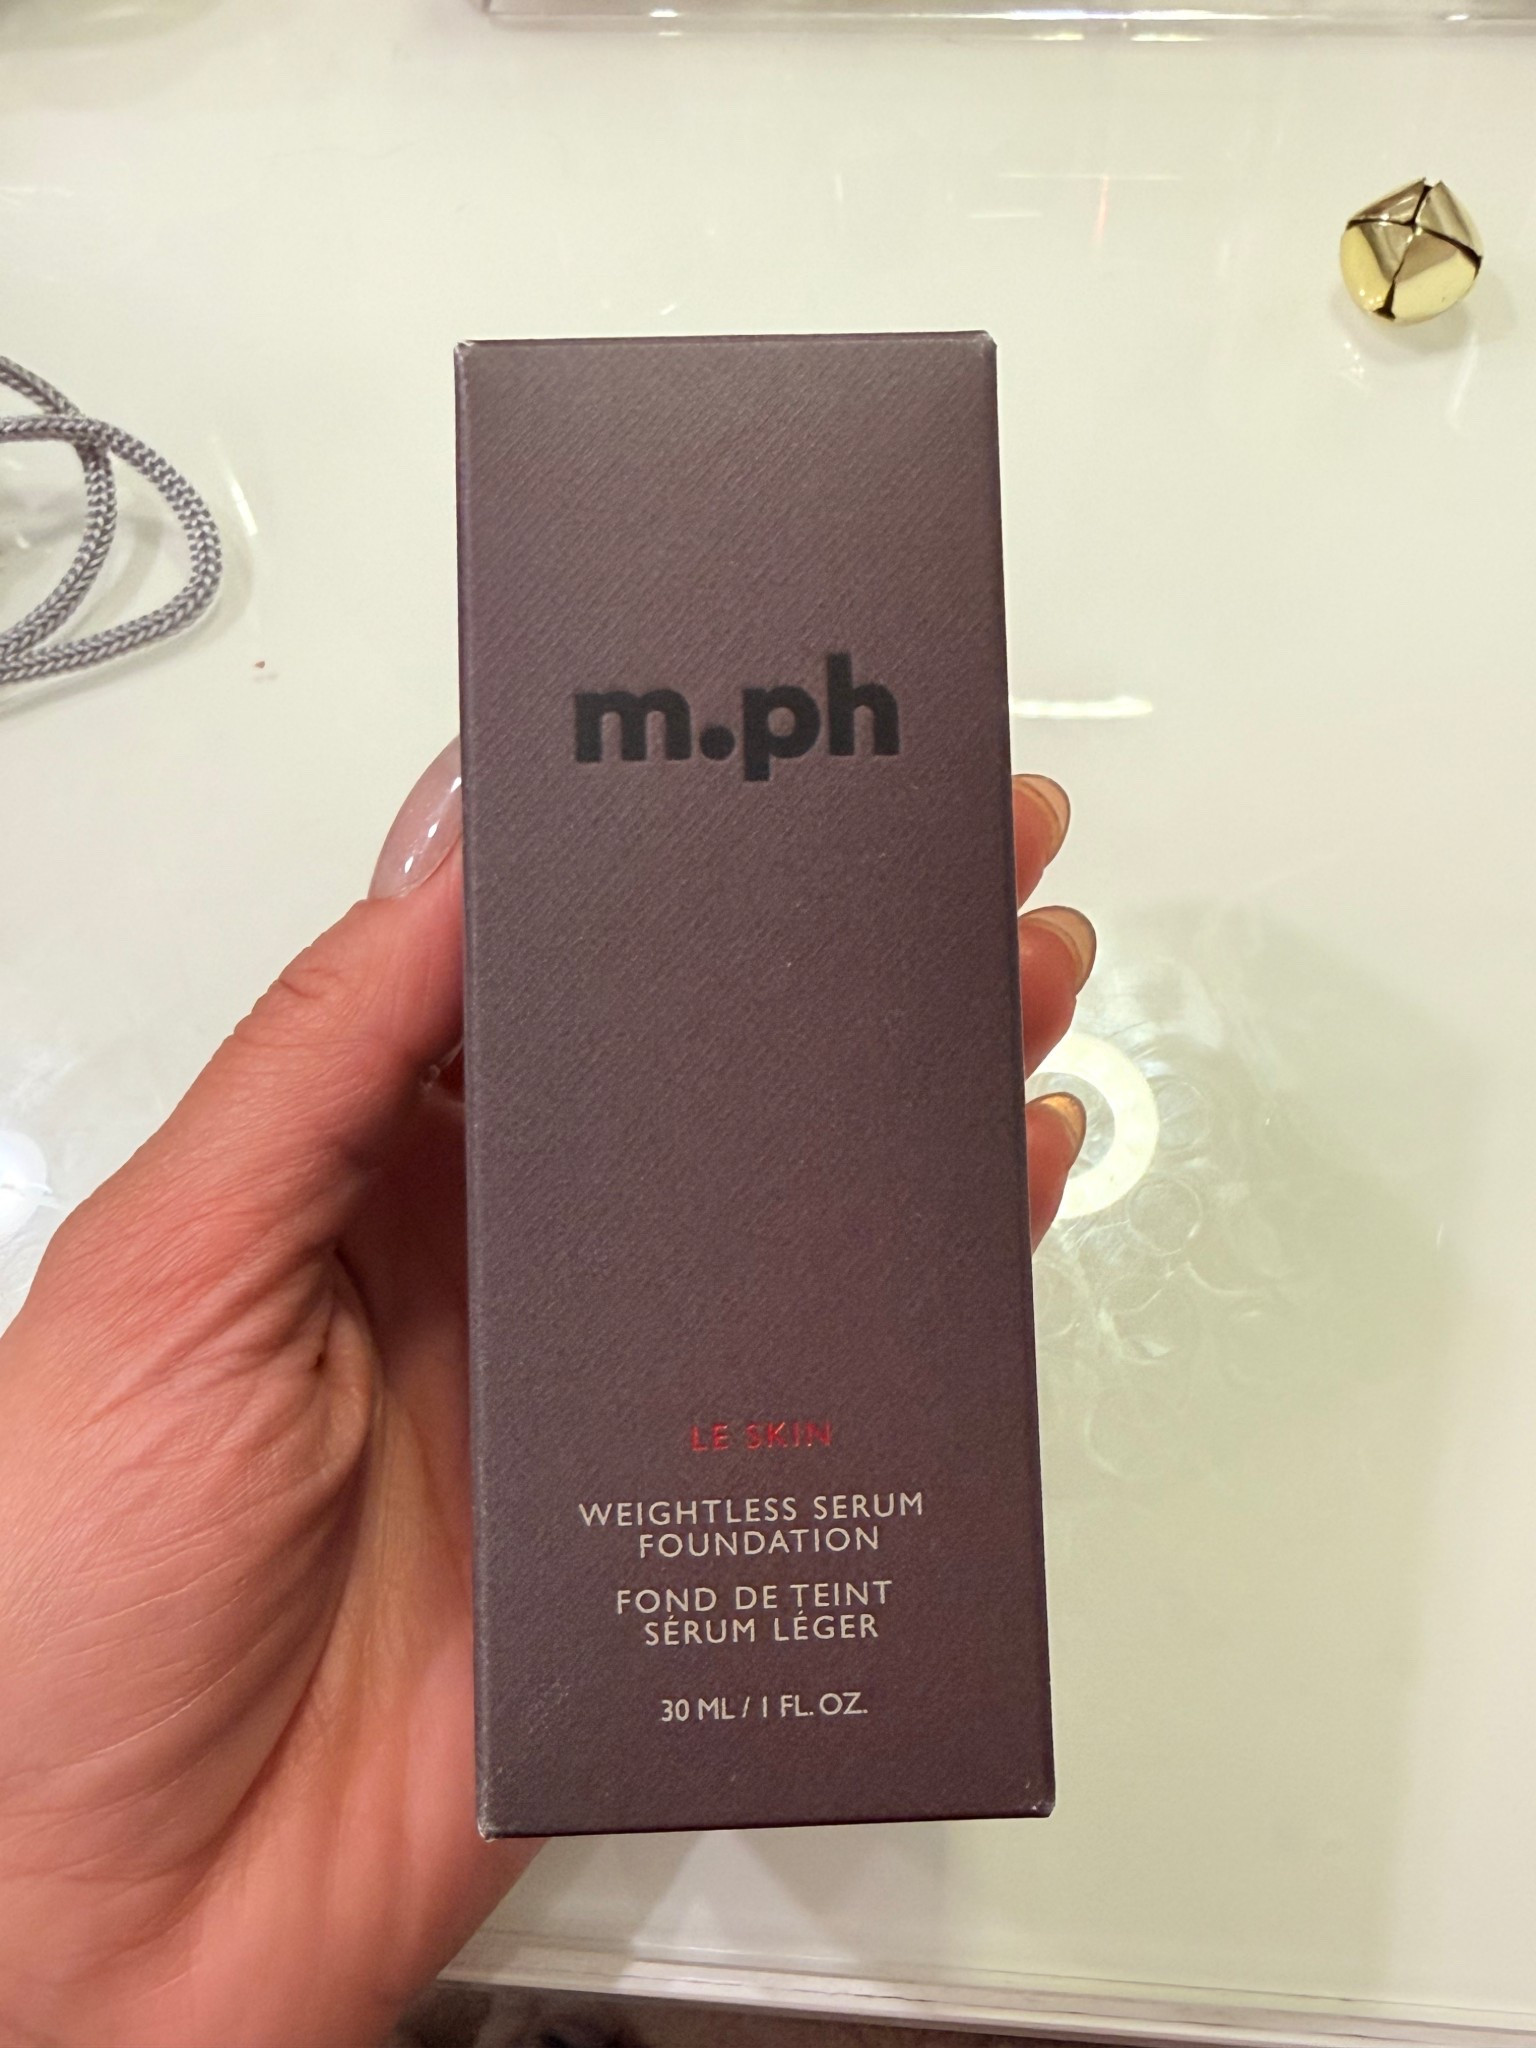 m.ph
LE SKIN
WEIGHTLESS SERUM
FOUNDATION
FOND DE TEINT
SÉRUM LÉGER
30 ML / 1 FL. OZ.